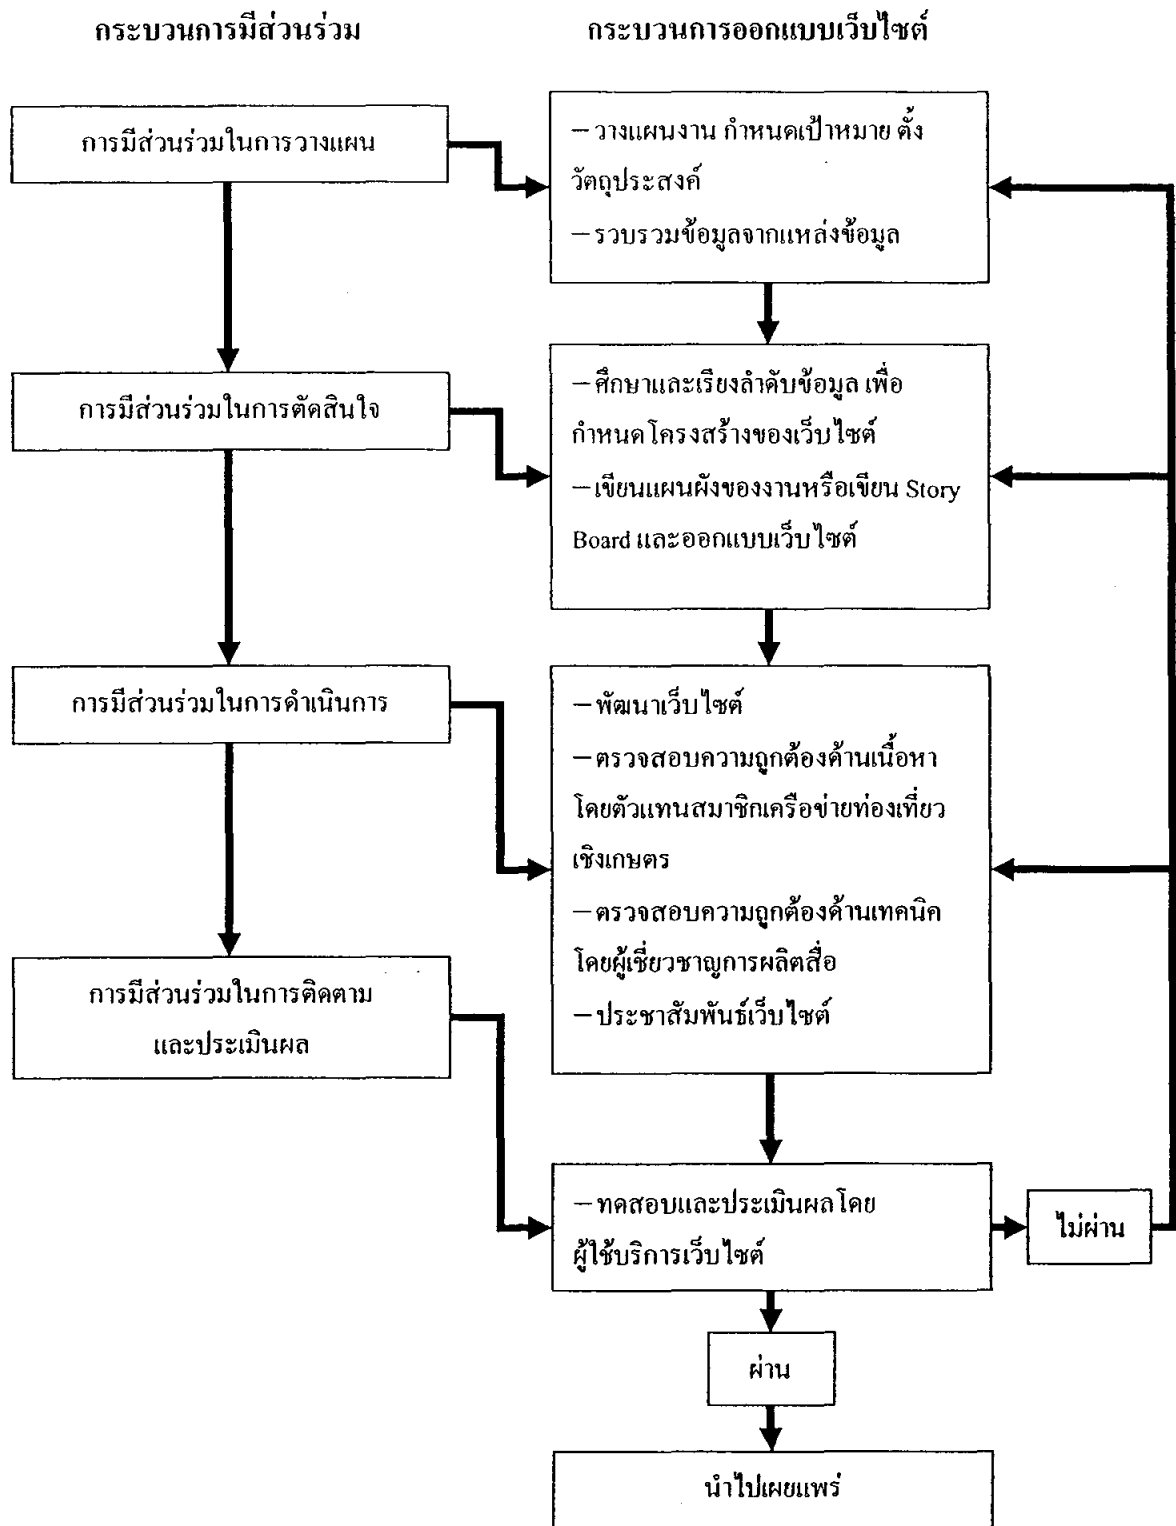 กระบวนการมีส่วนร่วม
กระบวนการออกแบบเว็บไซต์
การมีส่วนร่วมในการวางแผน
– วางแผนงาน กำหนดเป้าหมาย ตั้ง
วัตถุประสงค์
– รวบรวมข้อมูลจากแหล่งข้อมูล
การมีส่วนร่วมในการตัดสินใจ
– ศึกษาและเรียงลำดับข้อมูล เพื่อ
กำหนดโครงสร้างของเว็บไซต์
– เขียนแผนผังของงานหรือเขียน Story
Board และออกแบบเว็บไซต์
การมีส่วนร่วมในการดำเนินการ
– พัฒนาเว็บไซต์
– ตรวจสอบความถูกต้องด้านเนื้อหา
โดยตัวแทนสมาชิกเครือข่ายท่องเที่ยว
เชิงเกษตร
– ตรวจสอบความถูกต้องด้านเทคนิค
โดยผู้เชี่ยวชาญการผลิตสื่อ
– ประชาสัมพันธ์เว็บไซต์
การมีส่วนร่วมในการติดตาม
และประเมินผล
– ทดสอบและประเมินผลโดย
ผู้ใช้บริการเว็บไซต์
ไม่ผ่าน
ผ่าน
นำไปเผยแพร่